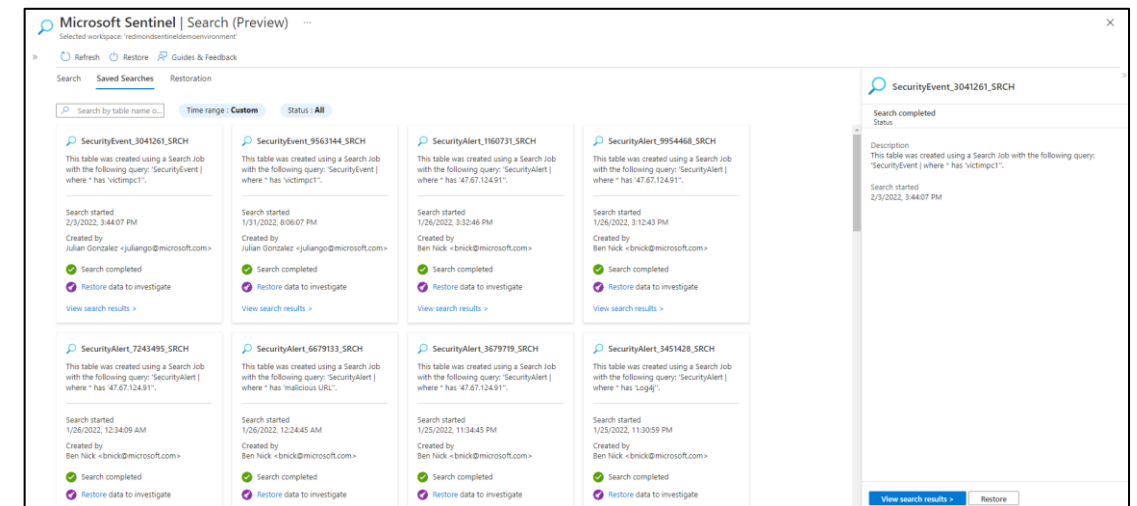 Microsoft Sentinel | Search (Preview) ...
Selected workspace: 'redmondsentineldemoenvironment'
Refresh Restore Guides & Feedback
Search Saved Searches Restoration
Search by table name o... Time range : Custom Status : All
SecurityEvent_3041261_SRCH
This table was created using a Search Job
with the following query: 'SecurityEvent |
where * has 'victimpc1''.
Search started
2/3/2022, 3:44:07 PM
Created by
Julian Gonzalez <juliango@microsoft.com>
Search completed
Restore data to investigate
View search results >
SecurityEvent_9563144_SRCH
This table was created using a Search Job
with the following query: 'SecurityEvent |
where * has 'victimpc1''.
Search started
1/31/2022, 8:06:07 PM
Created by
Julian Gonzalez <juliango@microsoft.com>
Search completed
Restore data to investigate
View search results >
SecurityAlert_1160731_SRCH
This table was created using a Search Job
with the following query: 'SecurityAlert |
where * has '47.67.124.91''.
Search started
1/26/2022, 3:32:46 PM
Created by
Ben Nick <bnick@microsoft.com>
Search completed
Restore data to investigate
View search results >
SecurityAlert_9954468_SRCH
This table was created using a Search Job
with the following query: 'SecurityAlert |
where * has '47.67.124.91''.
Search started
1/26/2022, 3:12:43 PM
Created by
Ben Nick <bnick@microsoft.com>
Search completed
Restore data to investigate
View search results >
SecurityAlert_7243495_SRCH
This table was created using a Search Job
with the following query: 'SecurityAlert |
where * has '47.67.124.91''.
Search started
1/26/2022, 12:34:09 AM
Created by
Ben Nick <bnick@microsoft.com>
Search completed
Restore data to investigate
SecurityAlert_6679133_SRCH
This table was created using a Search Job
with the following query: 'SecurityAlert |
where * has 'malicious URL''.
Search started
1/26/2022, 12:24:45 AM
Created by
Ben Nick <bnick@microsoft.com>
Search completed
Restore data to investigate
SecurityAlert_3679719_SRCH
This table was created using a Search Job
with the following query: 'SecurityAlert |
where * has '47.67.124.91''.
Search started
1/25/2022, 11:34:45 PM
Created by
Ben Nick <bnick@microsoft.com>
Search completed
Restore data to investigate
SecurityAlert_3451428_SRCH
This table was created using a Search Job
with the following query: 'SecurityAlert |
where * has 'Log4j''.
Search started
1/25/2022, 11:30:59 PM
Created by
Ben Nick <bnick@microsoft.com>
Search completed
Restore data to investigate
SecurityEvent_3041261_SRCH
Search completed
Status
Description
This table was created using a Search Job with the following query:
'SecurityEvent | where * has 'victimpc1''.
Search started
2/3/2022, 3:44:07 PM
View search results > Restore